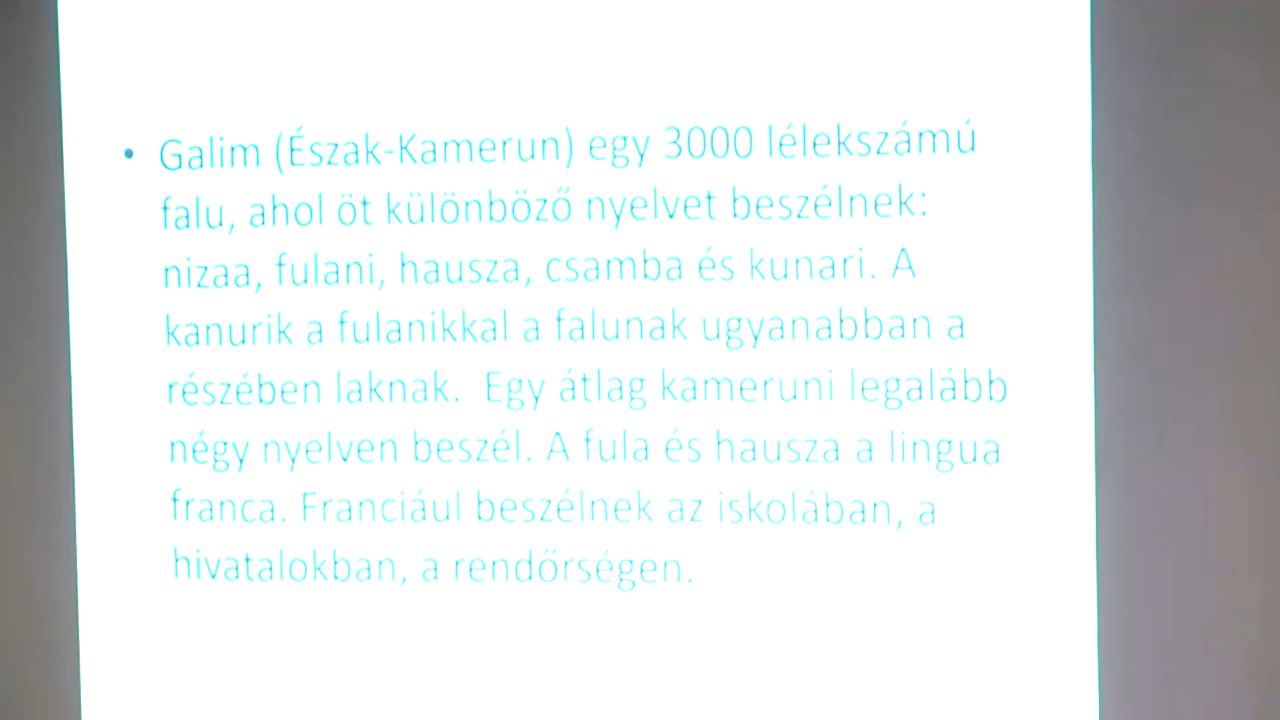 • Galim (Észak-Kamerun) egy 3000 lélekszámú
falu, ahol öt különböző nyelvet beszélnek:
nizaa, fulani, hausza, csamba és kunari. A
kanurik a fulanikkal a falunak ugyanabban a
részében laknak. Egy átlag kameruni legalább
négy nyelven beszél. A fula és hausza a lingua
franca. Franciául beszélnek az iskolában, a
hivatalokban, a rendőrségen.